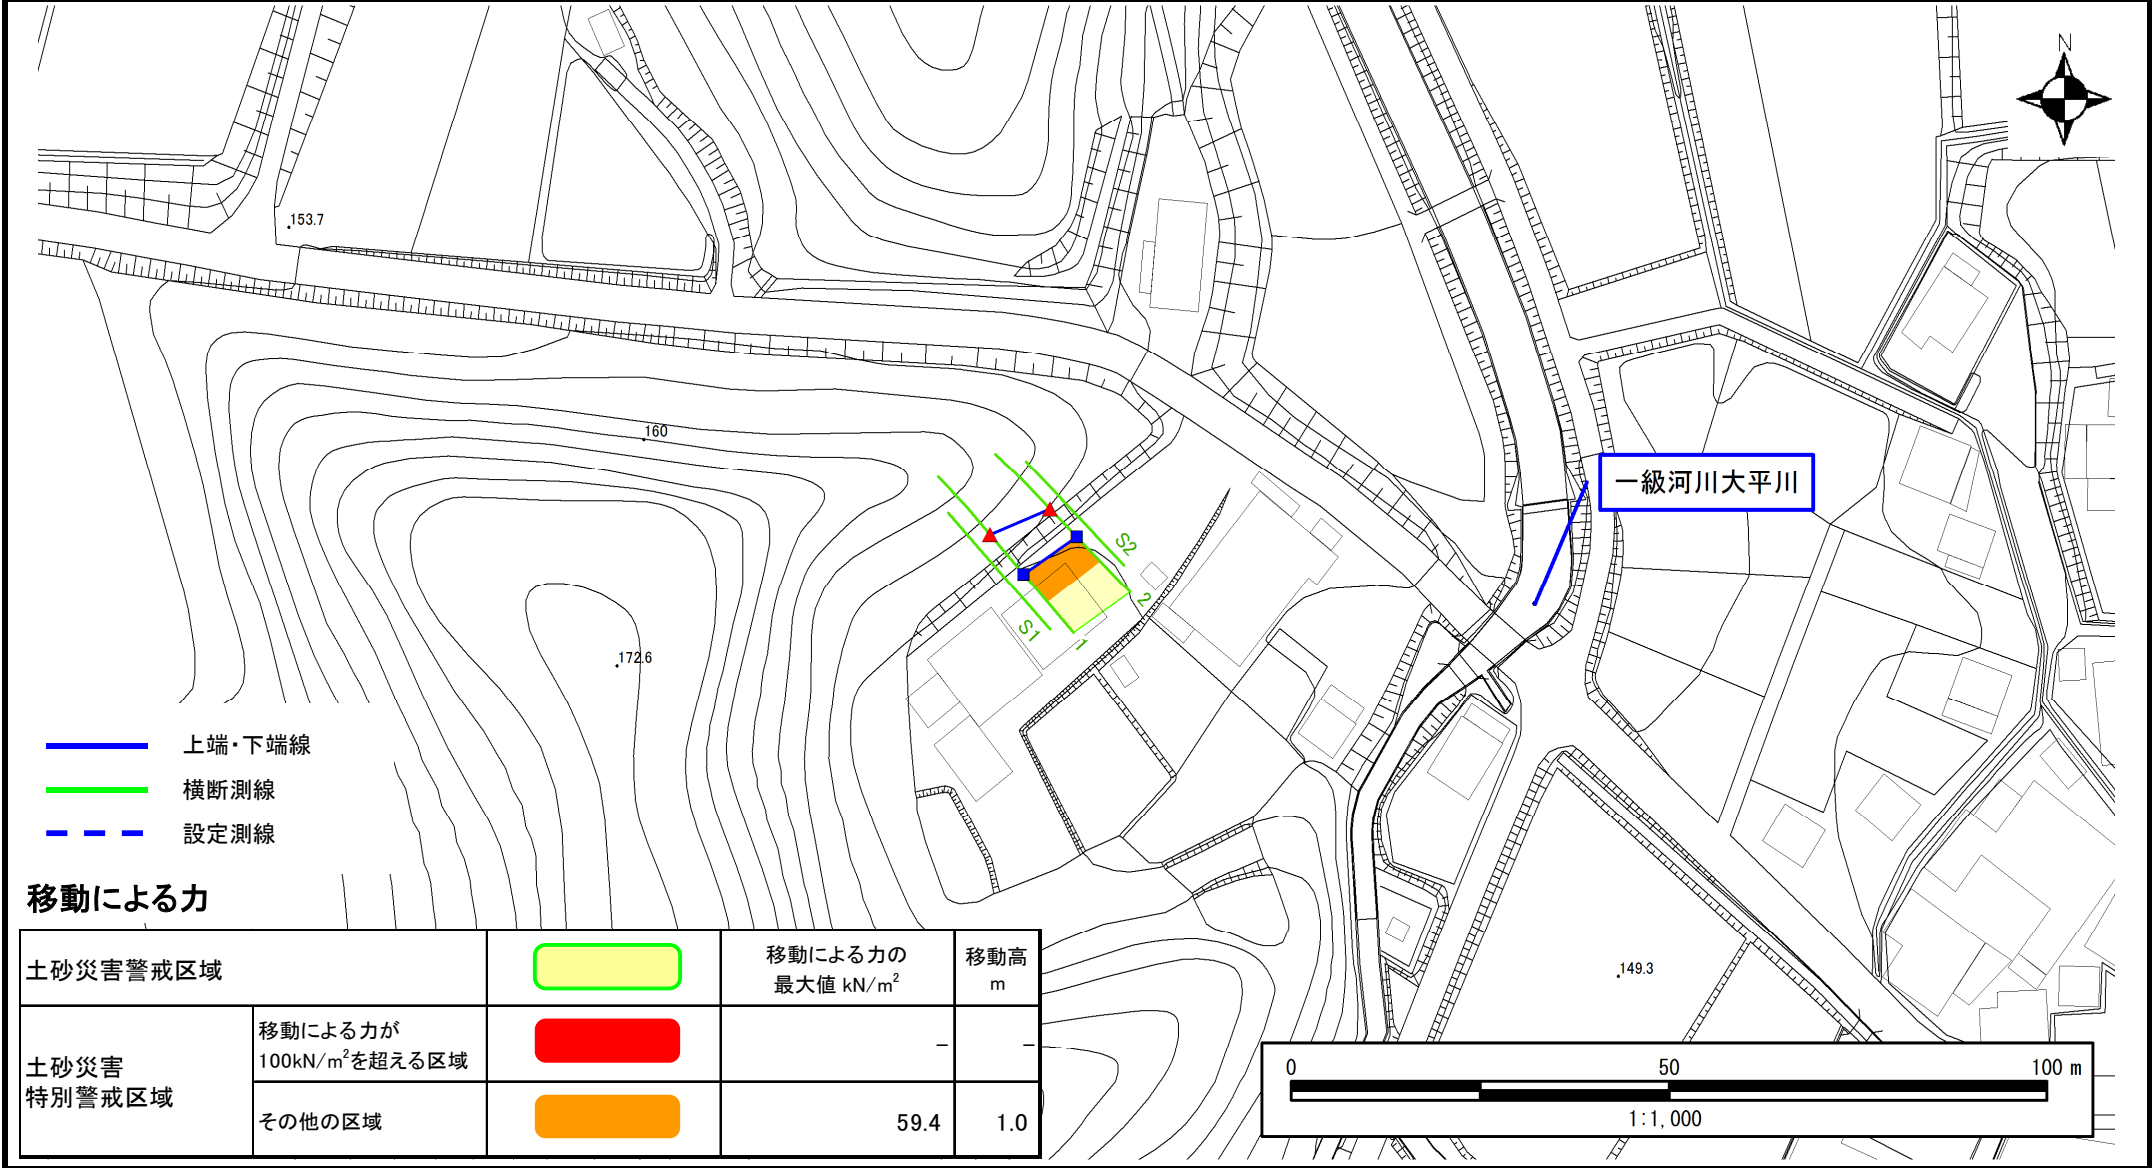 N
153.7
160
一級河川大平川
S2
2
S1
1
172.6
上端・下端線
横断測線
設定測線
移動による力
土砂災害警戒区域
移動による力の
最大値 kN/m²
移動高
m
土砂災害
特別警戒区域
移動による力が
100kN/m²を超える区域
－
－
その他の区域
59.4
1.0
149.3
0
50
100 m
1:1,000